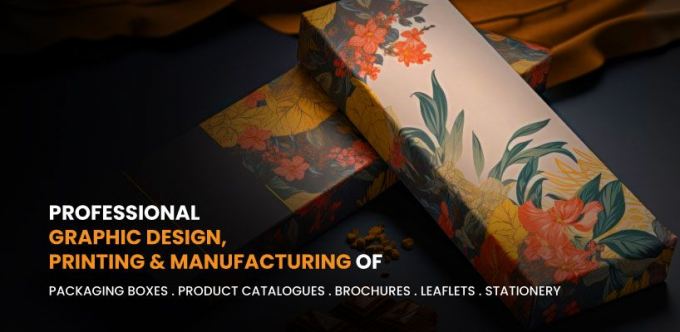 PROFESSIONAL
GRAPHIC DESIGN,
PRINTING & MANUFACTURING OF
PACKAGING BOXES . PRODUCT CATALOGUES . BROCHURES . LEAFLETS . STATIONERY